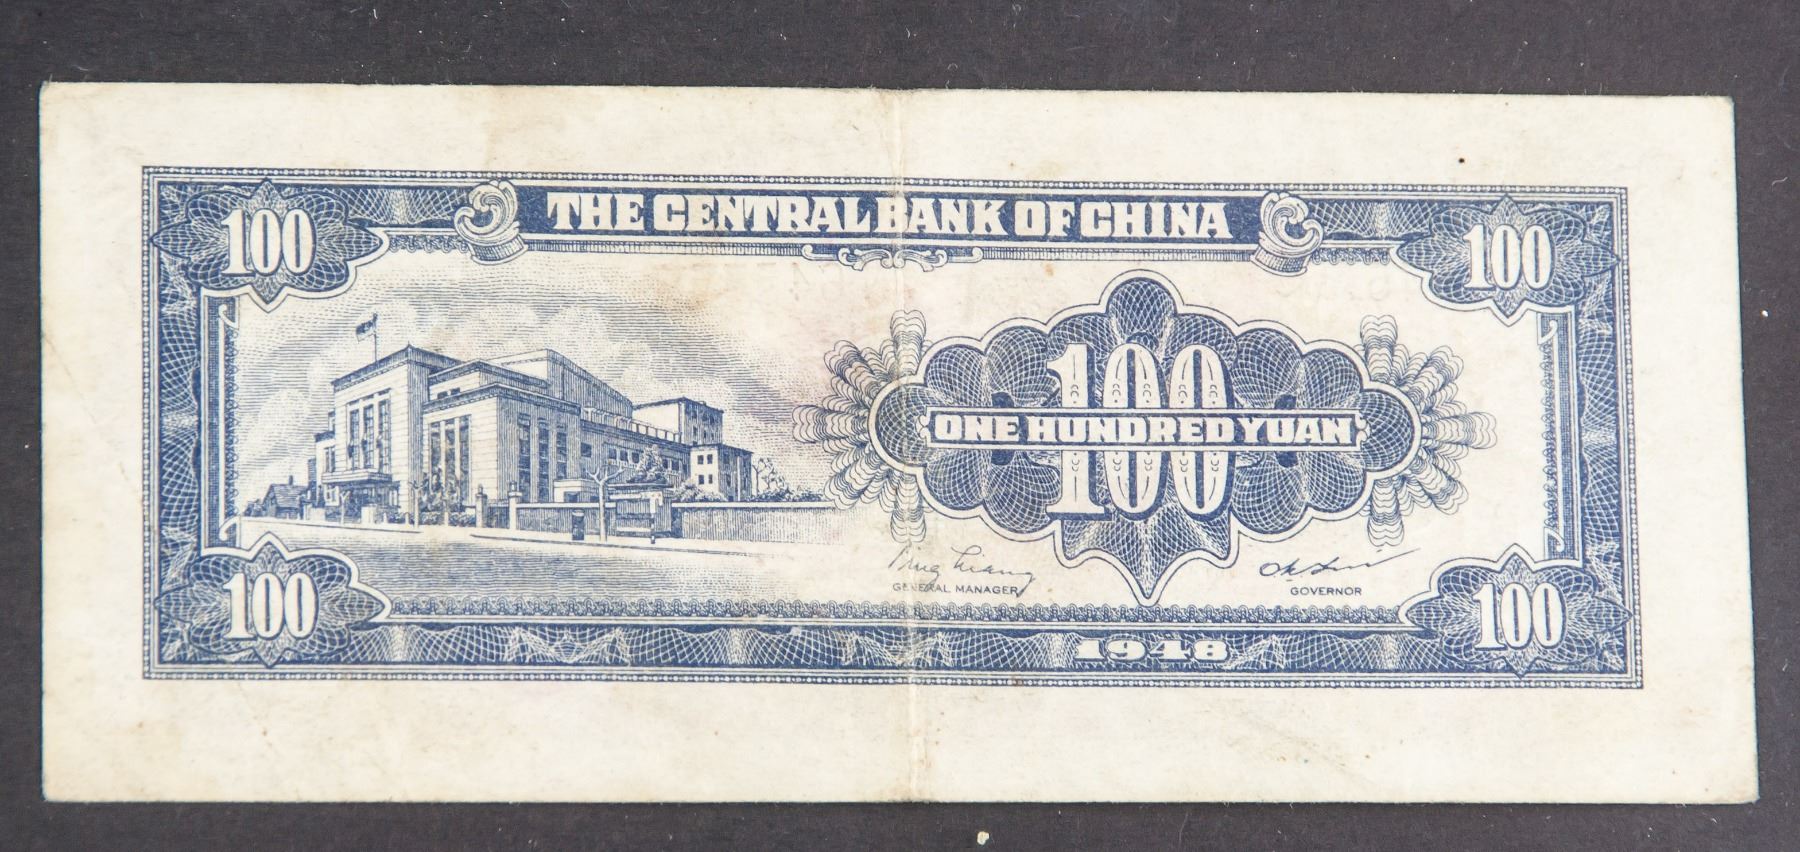 THE CENTRAL BANK OF CHINA
100
100
100
ONE HUNDRED YUAN
GENERAL MANAGER
GOVERNOR
100
100
1948